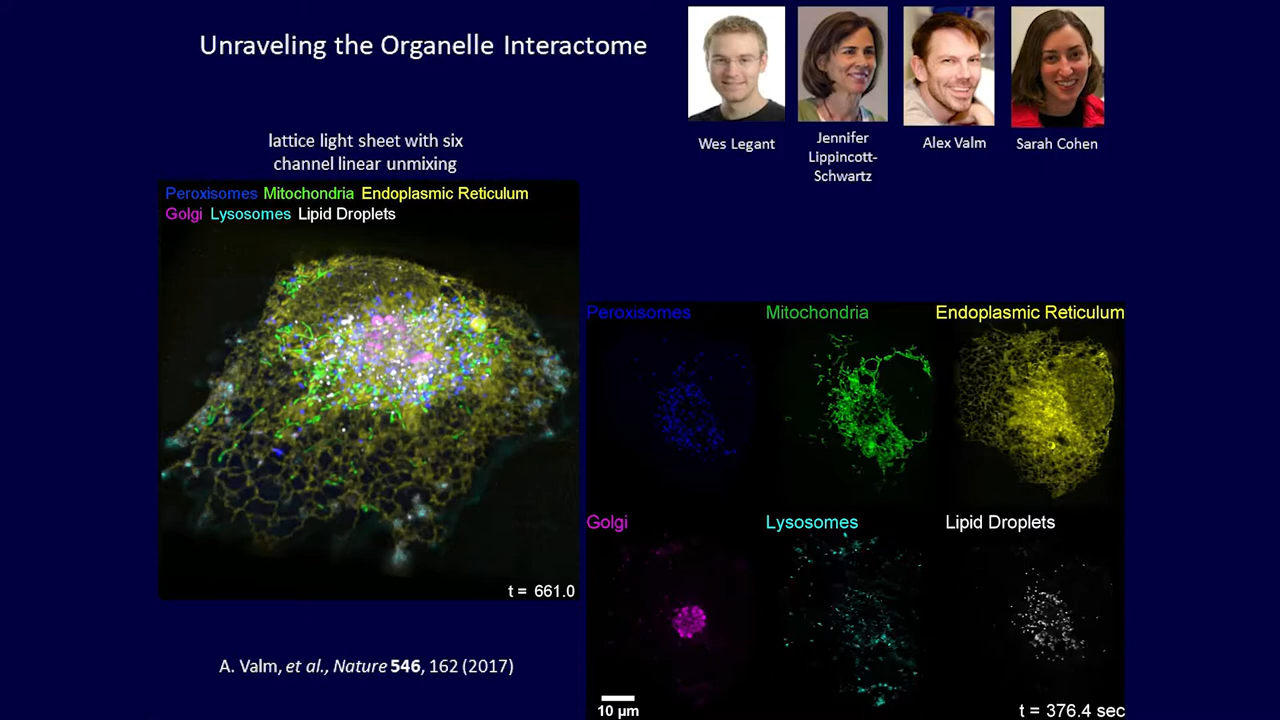 Unraveling the Organelle Interactome
Wes Legant
Jennifer
Lippincott-
Schwartz
Alex Valm
Sarah Cohen
lattice light sheet with six
channel linear unmixing
Peroxisomes Mitochondria Endoplasmic Reticulum
Golgi Lysosomes Lipid Droplets
t = 661.0
Peroxisomes
Mitochondria
Endoplasmic Reticulum
Golgi
Lysosomes
Lipid Droplets
10 µm
t = 376.4 sec
A. Valm, et al., Nature 546, 162 (2017)